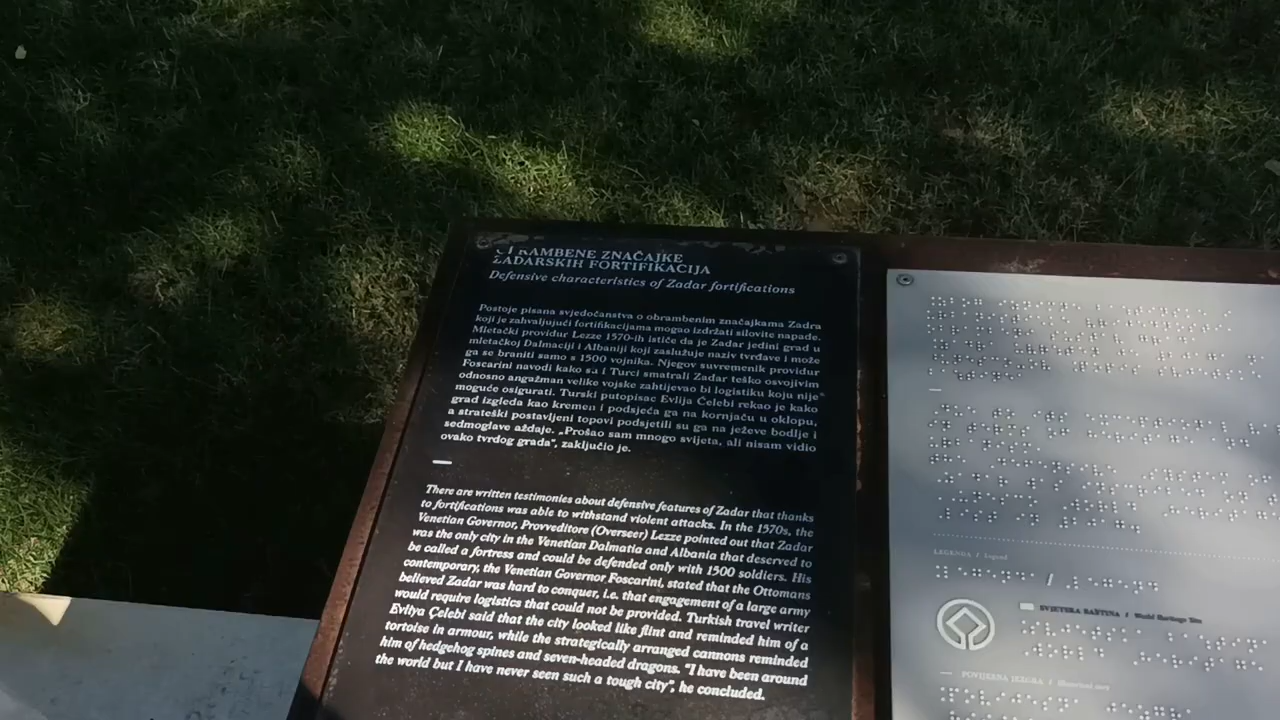 OBRAMBENE ZNAČAJKE
ZADARSKIH FORTIFIKACIJA
Defensive characteristics of Zadar fortifications
Postoje pisana svjedočanstva o obrambenim značajkama Zadra
koji je zahvaljujući fortifikacijama mogao izdržati silovite napade.
Mletački providur Lezze 1570-ih ističe da je Zadar jedini grad u
mletačkoj Dalmaciji i Albaniji koji zaslužuje naziv tvrđave i može
ga se braniti samo s 1500 vojnika. Njegov suvremenik providur
Foscarini navodi kako su i Turci smatrali Zadar teško osvojivim
odnosno angažman velike vojske zahtijevao bi logistiku koju nije
moguće osigurati. Turski putopisac Evlija Čelebi rekao je kako
grad izgleda kao kremen i podsjeća ga na kornjaču u oklopu,
a strateški postavljeni topovi podsjetili su ga na ježeve bodlje i
sedmoglave aždaje. „Prošao sam mnogo svijeta, ali nisam vidio
ovako tvrdog grada“, zaključio je.
There are written testimonies about defensive features of Zadar that thanks
to fortifications was able to withstand violent attacks. In the 1570s, the
Venetian Governor, Provveditore (Overseer) Lezze pointed out that Zadar
was the only city in the Venetian Dalmatia and Albania that deserved to
be called a fortress and could be defended only with 1500 soldiers. His
contemporary, the Venetian Governor Foscarini, stated that the Ottomans
believed Zadar was hard to conquer, i.e. that engagement of a large army
would require logistics that could not be provided. Turkish travel writer
Evliya Çelebi said that the city looked like flint and reminded him of a
tortoise in armour, while the strategically arranged cannons reminded
him of hedgehog spines and seven-headed dragons. "I have been around
the world but I have never seen such a tough city", he concluded.
LEGENDA / Legend
SVJETSKA BAŠTINA / World Heritage Site
POVIJESNA JEZGRA / Historical core